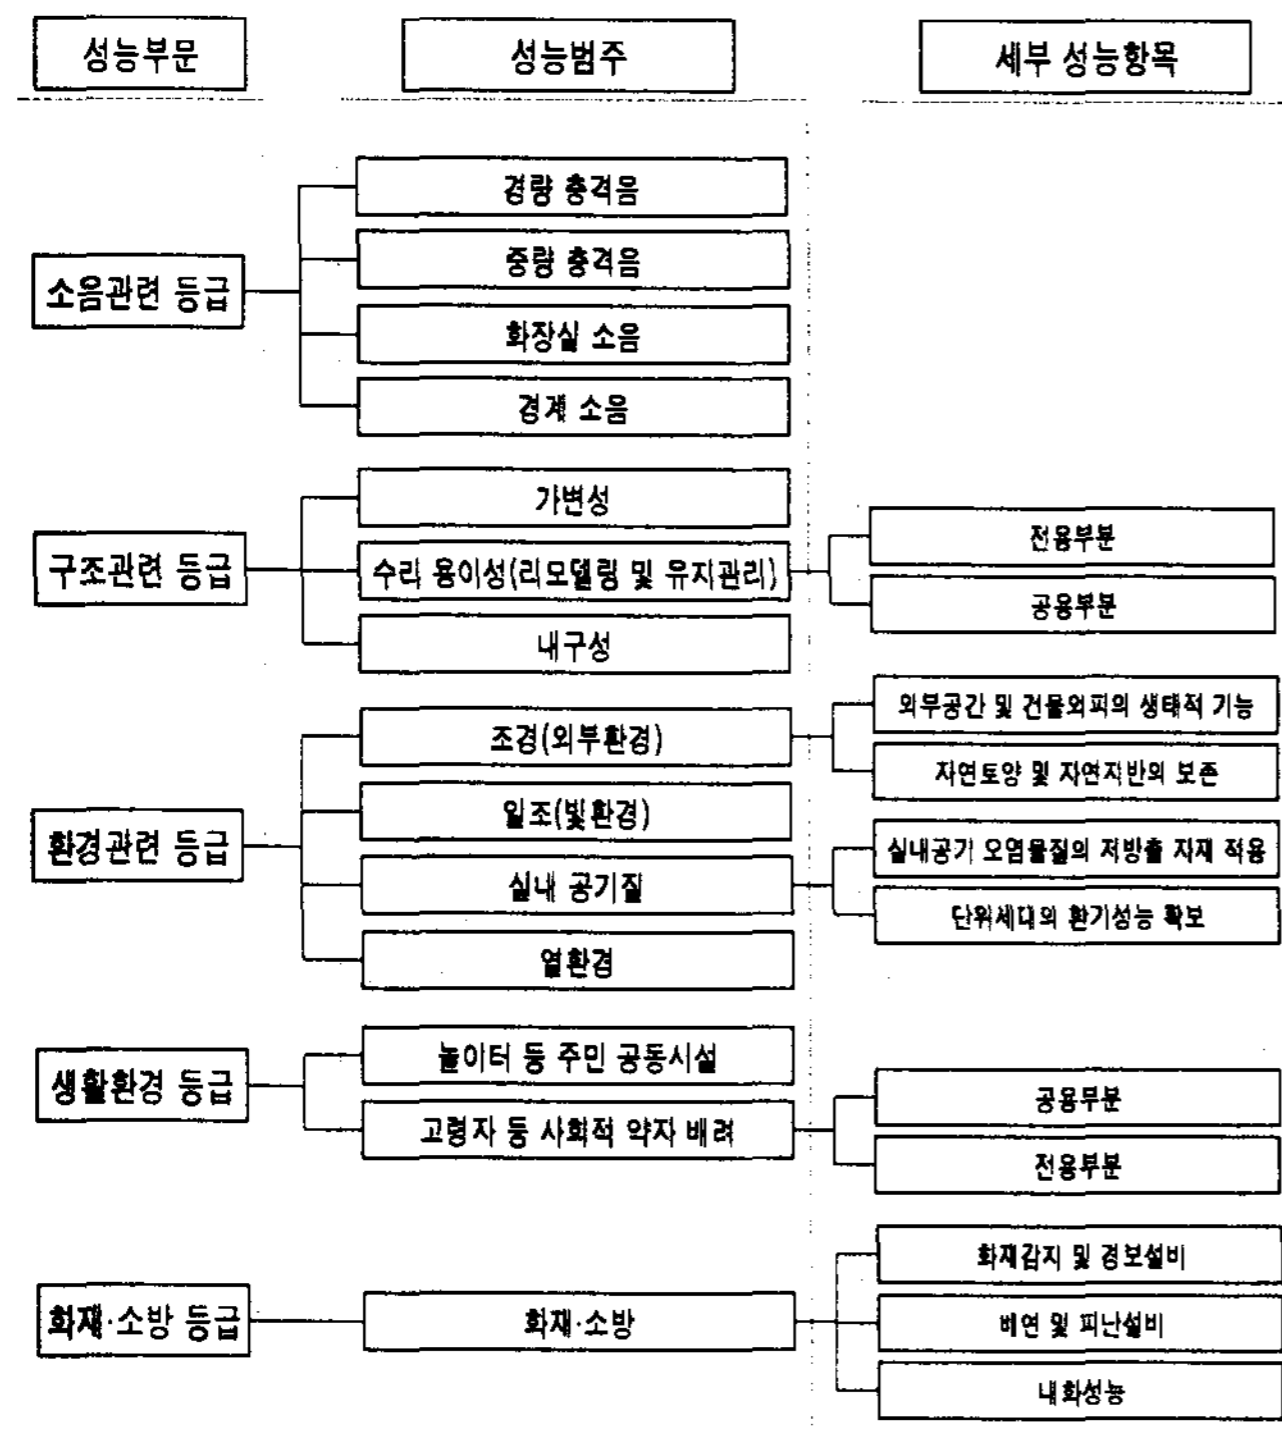 성능부문
성능범주
세부 성능항목
소음관련 등급
경량 충격음
중량 충격음
화장실 소음
경계 소음
구조관련 등급
가변성
수리 용이성(리모델링 및 유지관리)
내구성
전용부분
공용부분
환경관련 등급
조경(외부환경)
일조(빛환경)
실내 공기질
열환경
외부공간 및 건물외피의 생태적 기능
자연토양 및 자연지반의 보존
실내공기 오염물질의 저방출 자재 적용
단위세대의 환기성능 확보
생활환경 등급
놀이터 등 주민 공동시설
고령자 등 사회적 약자 배려
공용부분
전용부분
화재·소방 등급
화재·소방
화재감지 및 경보설비
배연 및 피난설비
내화성능